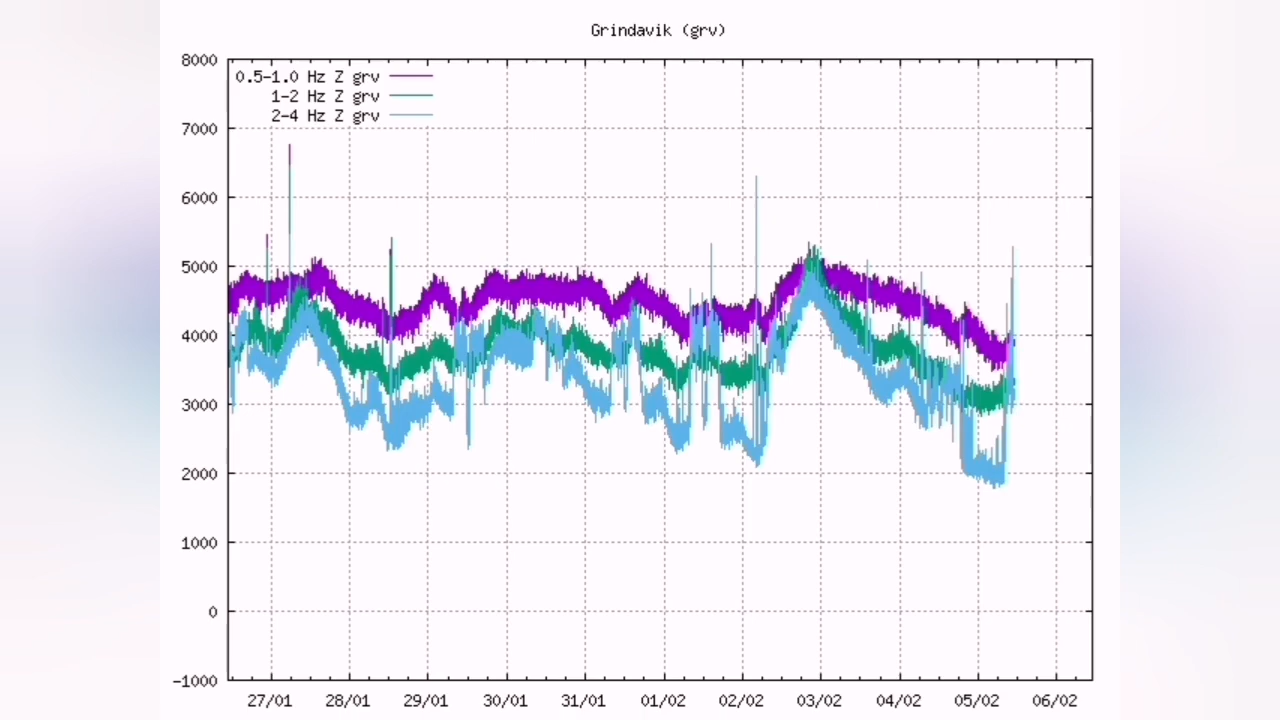 Grindavik (grv)
8000
0.5-1.0 Hz Z grv
1-2 Hz Z grv
2-4 Hz Z grv
7000
6000
5000
4000
3000
2000
1000
0
-1000
27/01 28/01 29/01 30/01 31/01 01/02 02/02 03/02 04/02 05/02 06/02